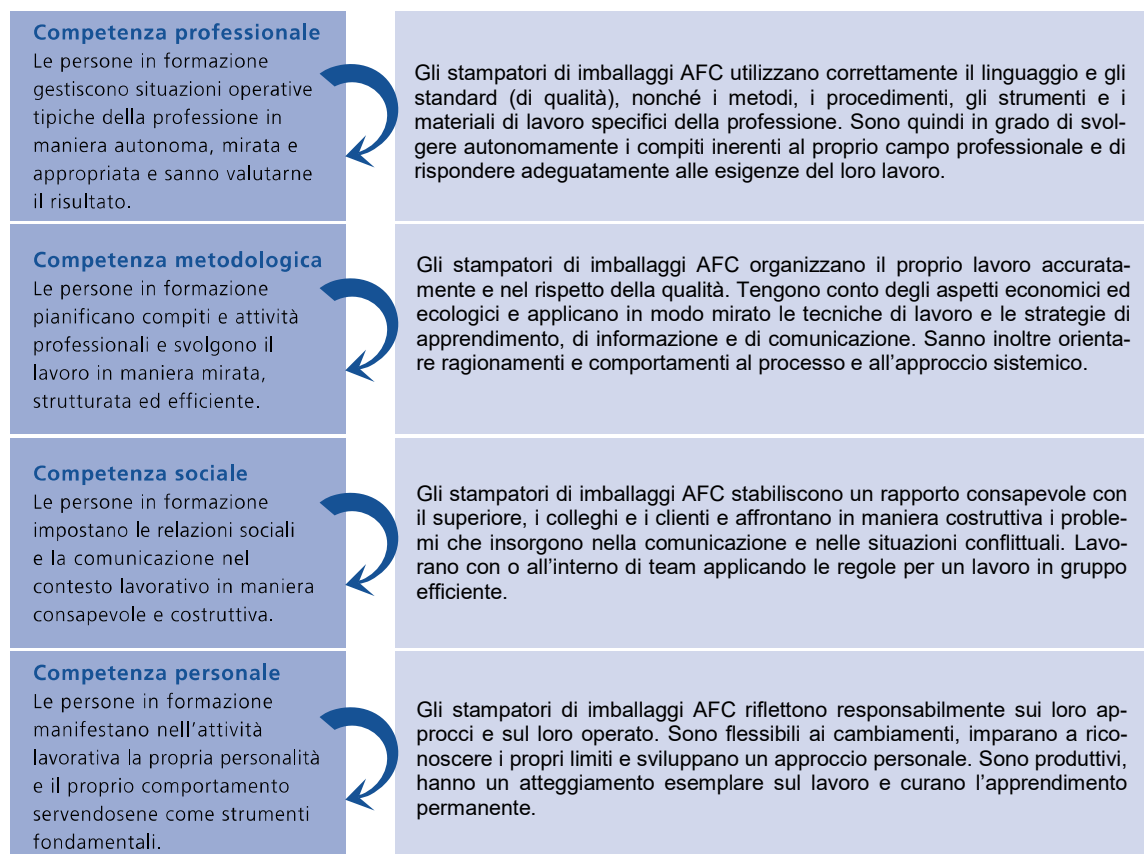 Competenza professionale
Le persone in formazione
gestiscono situazioni operative
tipiche della professione in
maniera autonoma, mirata e
appropriata e sanno valutarne
il risultato.
Gli stampatori di imballaggi AFC utilizzano correttamente il linguaggio e gli
standard (di qualità), nonché i metodi, i procedimenti, gli strumenti e i
materiali di lavoro specifici della professione. Sono quindi in grado di svol-
gere autonomamente i compiti inerenti al proprio campo professionale e di
rispondere adeguatamente alle esigenze del loro lavoro.
Competenza metodologica
Le persone in formazione
pianificano compiti e attività
professionali e svolgono il
lavoro in maniera mirata,
strutturata ed efficiente.
Gli stampatori di imballaggi AFC organizzano il proprio lavoro accurata-
mente e nel rispetto della qualità. Tengono conto degli aspetti economici ed
ecologici e applicano in modo mirato le tecniche di lavoro e le strategie di
apprendimento, di informazione e di comunicazione. Sanno inoltre orienta-
re ragionamenti e comportamenti al processo e all'approccio sistemico.
Competenza sociale
Le persone in formazione
impostano le relazioni sociali
e la comunicazione nel
contesto lavorativo in maniera
consapevole e costruttiva.
Gli stampatori di imballaggi AFC stabiliscono un rapporto consapevole con
il superiore, i colleghi e i clienti e affrontano in maniera costruttiva i proble-
mi che insorgono nella comunicazione e nelle situazioni conflittuali. Lavo-
rano con o all'interno di team applicando le regole per un lavoro in gruppo
efficiente.
Competenza personale
Le persone in formazione
manifestano nell'attività
lavorativa la propria personalità
e il proprio comportamento
servendosene come strumenti
fondamentali.
Gli stampatori di imballaggi AFC riflettono responsabilmente sui loro ap-
procci e sul loro operato. Sono flessibili ai cambiamenti, imparano a rico-
noscere i propri limiti e sviluppano un approccio personale. Sono produttivi,
hanno un atteggiamento esemplare sul lavoro e curano l'apprendimento
permanente.